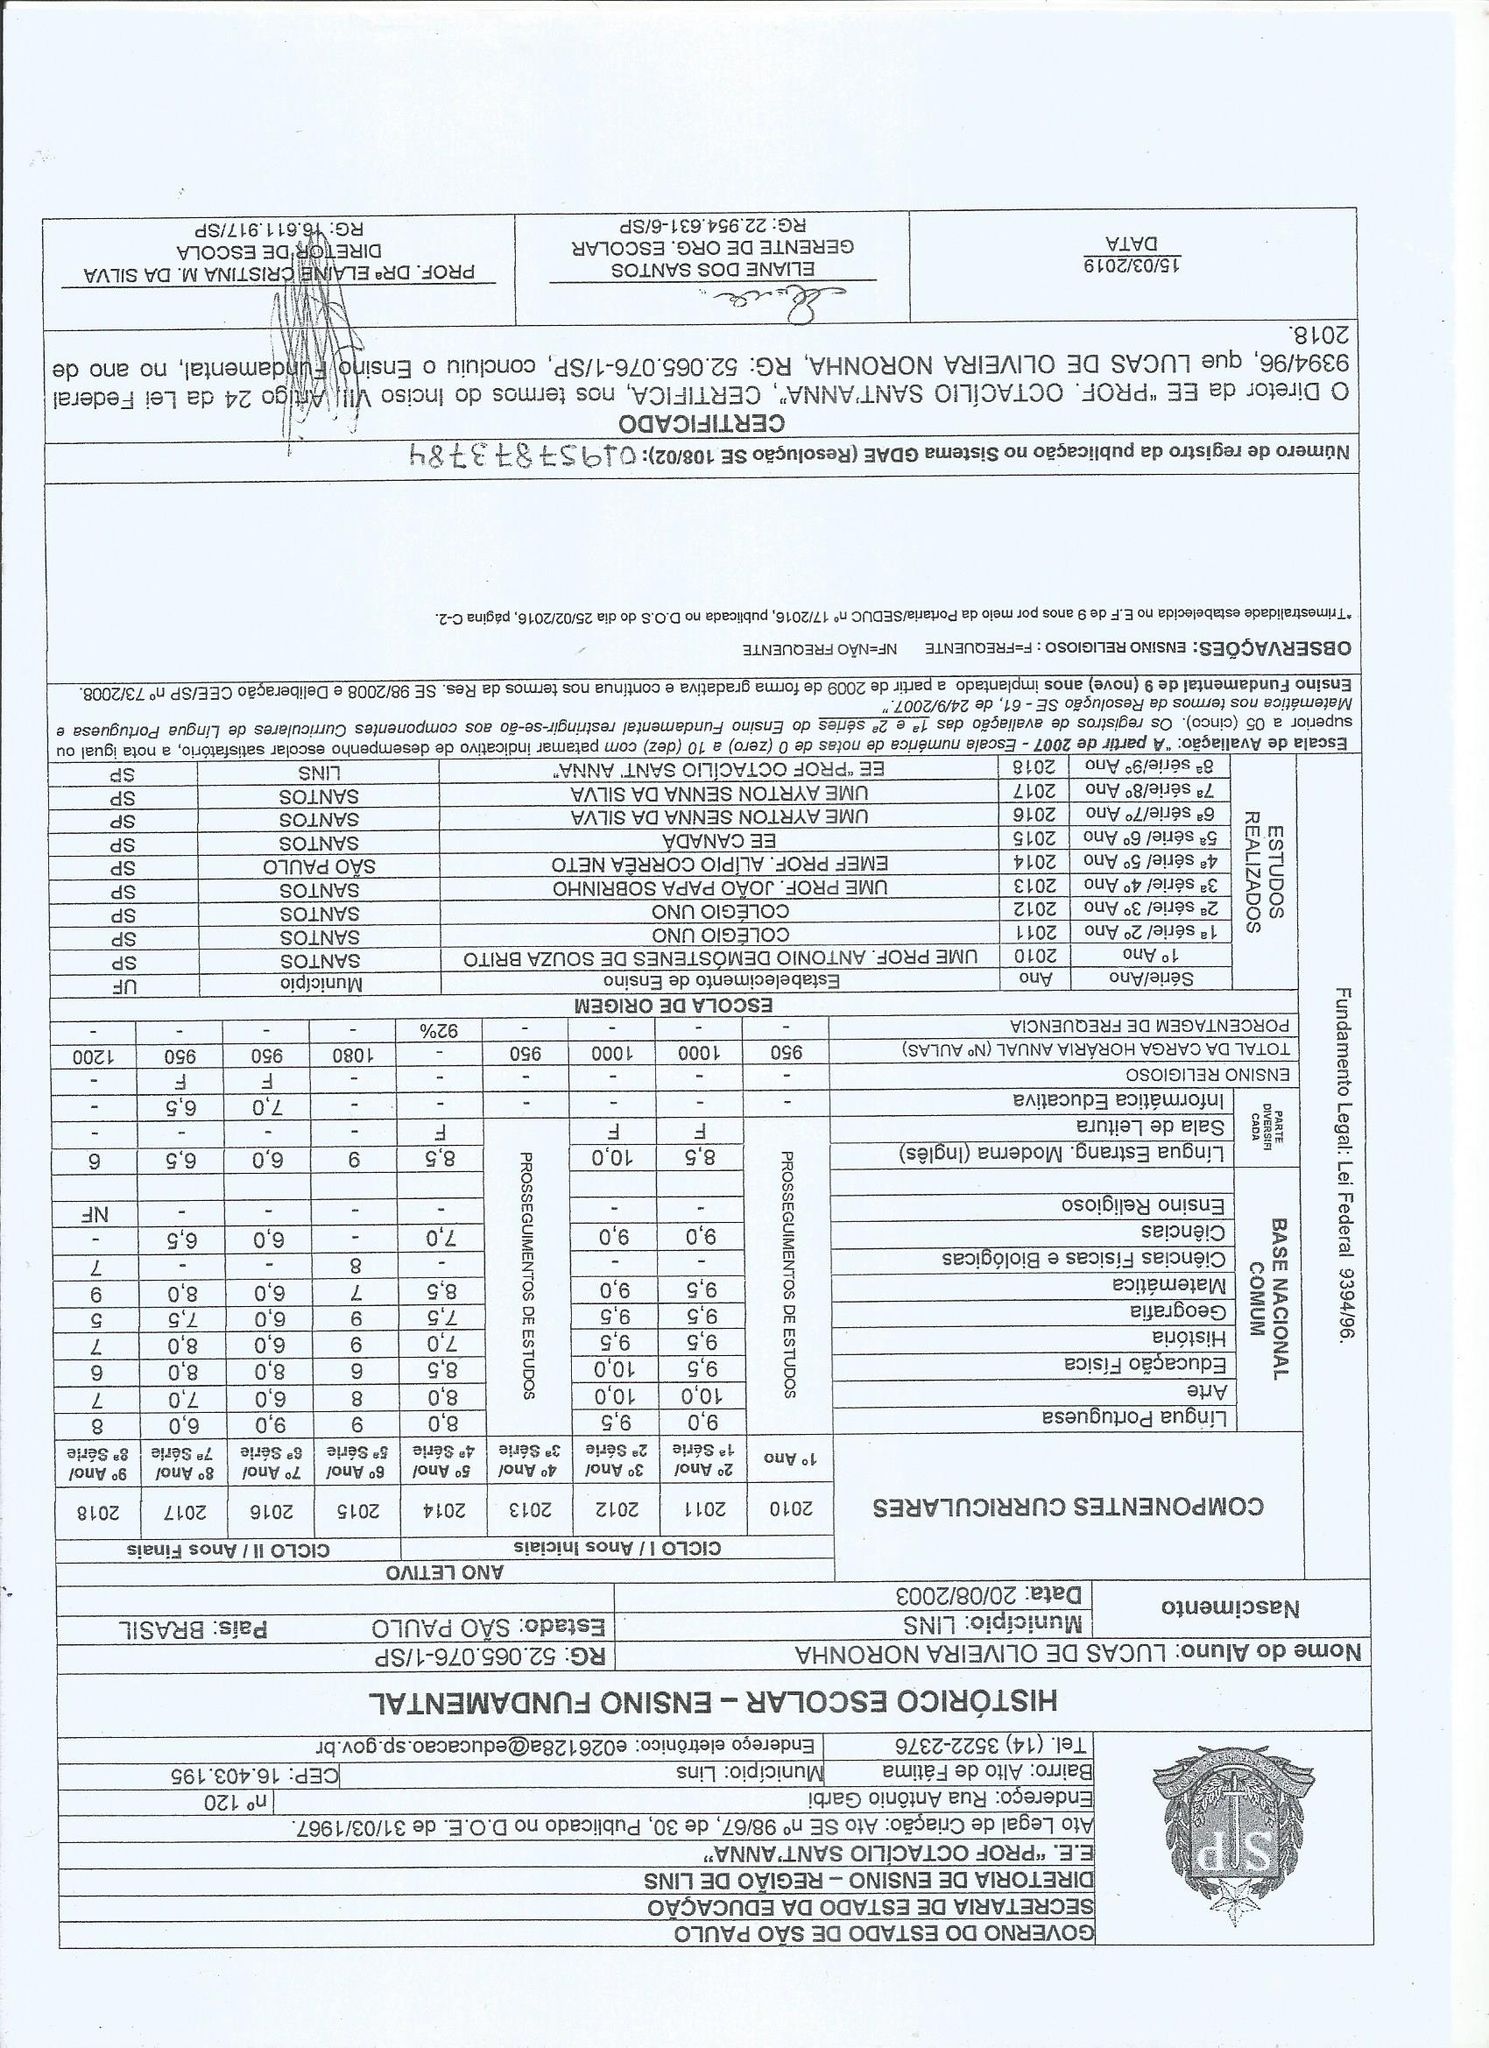 GOVERNO DO ESTADO DE SÃO PAULO
SECRETARIA DE ESTADO DA EDUCAÇÃO
DIRETORIA DE ENSINO – REGIÃO DE LINS
E.E. "PROF OCTACÍLIO SANT'ANNA"
Ato Legal de Criação: Ato SE nº 98/67, de 30, Publicado no D.O.E. de 31/03/1967.
Endereço: Rua Antônio Garbi nº 120
Bairro: Alto de Fátima Município: Lins CEP: 16.403.195
Tel. (14) 3522-2376 Endereço eletrônico: e026128a@educacao.sp.gov.br
SP
HISTÓRICO ESCOLAR – ENSINO FUNDAMENTAL
Nome do Aluno: LUCAS DE OLIVEIRA NORONHA RG: 52.065.076-1/SP
Nascimento Município: LINS Estado: SÃO PAULO País: BRASIL
Data: 20/08/2003
Fundamento Legal: Lei Federal 9394/96.
COMPONENTES CURRICULARES
ANO LETIVO
CICLO I / Anos Iniciais CICLO II / Anos Finais
2010 2011 2012 2013 2014 2015 2016 2017 2018
1º Ano 2º Ano/ 3º Ano/ 4º Ano/ 5º Ano/ 6º Ano/ 7º Ano/ 8º Ano/ 9º Ano/
1ª Série 2ª Série 3ª Série 4ª Série 5ª Série 6ª Série 7ª Série 8ª Série
BASE NACIONAL COMUM
PROSSEGUIMENTOS DE ESTUDOS
PROSSEGUIMENTOS DE ESTUDOS
Língua Portuguesa 9,0 9,5 8,0 9 9,0 6,0 8
Arte 10,0 10,0 8,0 8 6,0 7,0 7
Educação Física 9,5 10,0 8,5 6 8,0 8,0 6
História 9,5 9,5 7,0 9 6,0 8,0 7
Geografia 9,5 9,5 7,5 9 6,0 7,5 5
Matemática 9,5 9,0 8,5 7 6,0 8,0 9
Ciências Físicas e Biológicas - - - 8 - - 7
Ciências 9,0 9,0 7,0 - 6,0 6,5 -
Ensino Religioso - - - - - - NF
PARTE DIVERSIFI CADA
Língua Estrang. Moderna (Inglês) 8,5 10,0 8,5 9 6,0 6,5 6
Sala de Leitura F F F - - - -
Informática Educativa - - - - - - 7,0 6,5 -
ENSINO RELIGIOSO - - - - - - F F -
TOTAL DA CARGA HORÁRIA ANUAL (Nº AULAS) 950 1000 1000 950 - 1080 950 950 1200
PORCENTAGEM DE FREQUENCIA - - - - 92% - - - -
ESCOLA DE ORIGEM
ESTUDOS REALIZADOS
Série/Ano Ano Estabelecimento de Ensino Município UF
1º Ano 2010 UME PROF. ANTONIO DEMÓSTENES DE SOUZA BRITO SANTOS SP
1ª série/ 2º Ano 2011 COLÉGIO UNO SANTOS SP
2ª série/ 3º Ano 2012 COLÉGIO UNO SANTOS SP
3ª série/ 4º Ano 2013 UME PROF. JOÃO PAPA SOBRINHO SANTOS SP
4ª série/ 5º Ano 2014 EMEF PROF. ALÍPIO CORRÊA NETO SÃO PAULO SP
5ª série/ 6º Ano 2015 EE CANADÁ SANTOS SP
6ª série/7º Ano 2016 UME AYRTON SENNA DA SILVA SANTOS SP
7ª série/8º Ano 2017 UME AYRTON SENNA DA SILVA SANTOS SP
8ª série/9º Ano 2018 EE "PROF OCTACÍLIO SANT' ANNA" LINS SP
Escala de Avaliação: "A partir de 2007 - Escala numérica de notas de 0 (zero) a 10 (dez) com patamar indicativo de desempenho escolar satisfatório, a nota igual ou
superior a 05 (cinco). Os registros de avaliação das 1ª e 2ª séries do Ensino Fundamental restringir-se-ão aos componentes Curriculares de Língua Portuguesa e
Matemática nos termos da Resolução SE - 61, de 24/9/2007."
Ensino Fundamental de 9 (nove) anos implantado a partir de 2009 de forma gradativa e contínua nos termos da Res. SE 98/2008 e Deliberação CEE/SP nº 73/2008.
OBSERVAÇÕES: ENSINO RELIGIOSO : F=FREQUENTE NF=NÃO FREQUENTE
*Trimestralidade estabelecida no E.F de 9 anos por meio da Portaria/SEDUC nº 17/2016, publicada no D.O.S do dia 25/02/2016, página C-2.
Número de registro da publicação no Sistema GDAE (Resolução SE 108/02): 01957873784
CERTIFICADO
O Diretor da EE "PROF. OCTACÍLIO SANT'ANNA", CERTIFICA, nos termos do Inciso VII, Artigo 24 da Lei Federal
9394/96, que LUCAS DE OLIVEIRA NORONHA, RG: 52.065.076-1/SP, concluiu o Ensino Fundamental, no ano de
2018.
15/03/2019
DATA
ELIANE DOS SANTOS
GERENTE DE ORG. ESCOLAR
RG: 22.954.631-6/SP
PROF. DRª ELAINE CRISTINA M. DA SILVA
DIRETOR DE ESCOLA
RG: 16.611.917/SP